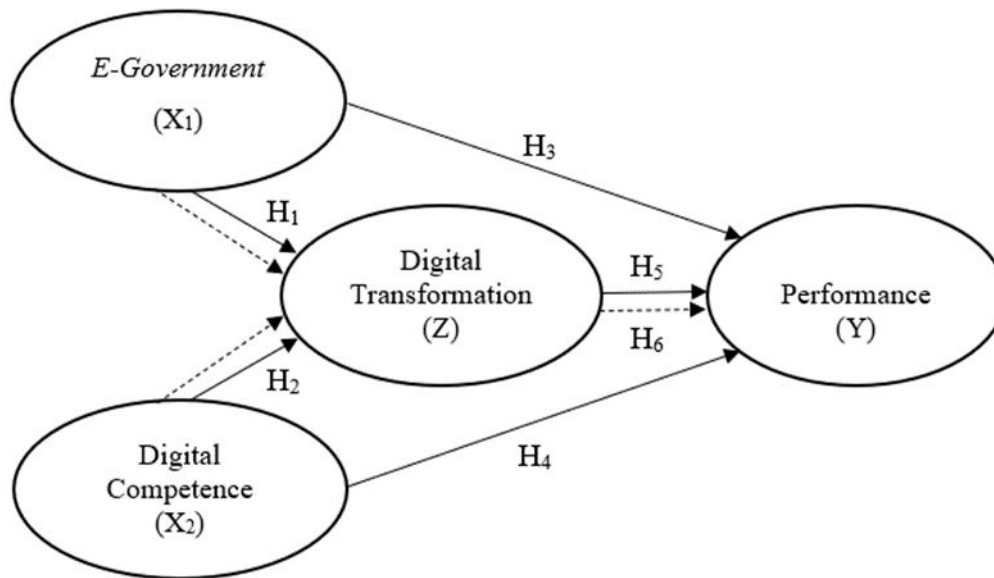 E-Government
(X₁)
H₃
H₁
Digital
Transformation
(Z)
H₅
H₆
Performance
(Y)
H₂
Digital
Competence
(X₂)
H₄